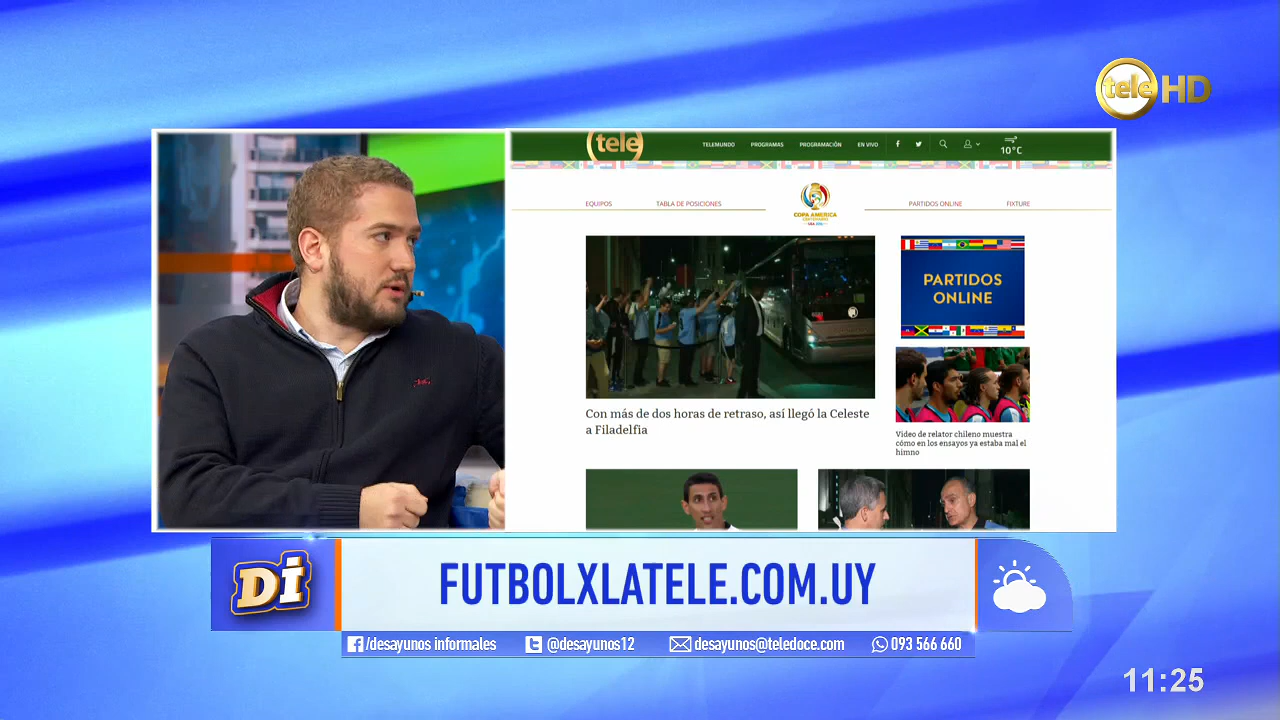 tele HD
tele
TELEMUNDO PROGRAMAS PROGRAMACIÓN EN VIVO
10°C
EQUIPOS TABLA DE POSICIONES
COPA AMERICA
CENTENARIO
PARTIDOS ONLINE FIXTURE
PARTIDOS
ONLINE
Con más de dos horas de retraso, así llegó la Celeste
a Filadelfia
Video de relator chileno muestra
cómo en los ensayos ya estaba mal el
himno
Di
FUTBOLXLATELE.COM.UY
/desayunos informales @desayunos12 desayunos@teledoce.com 093 566 660
11:25